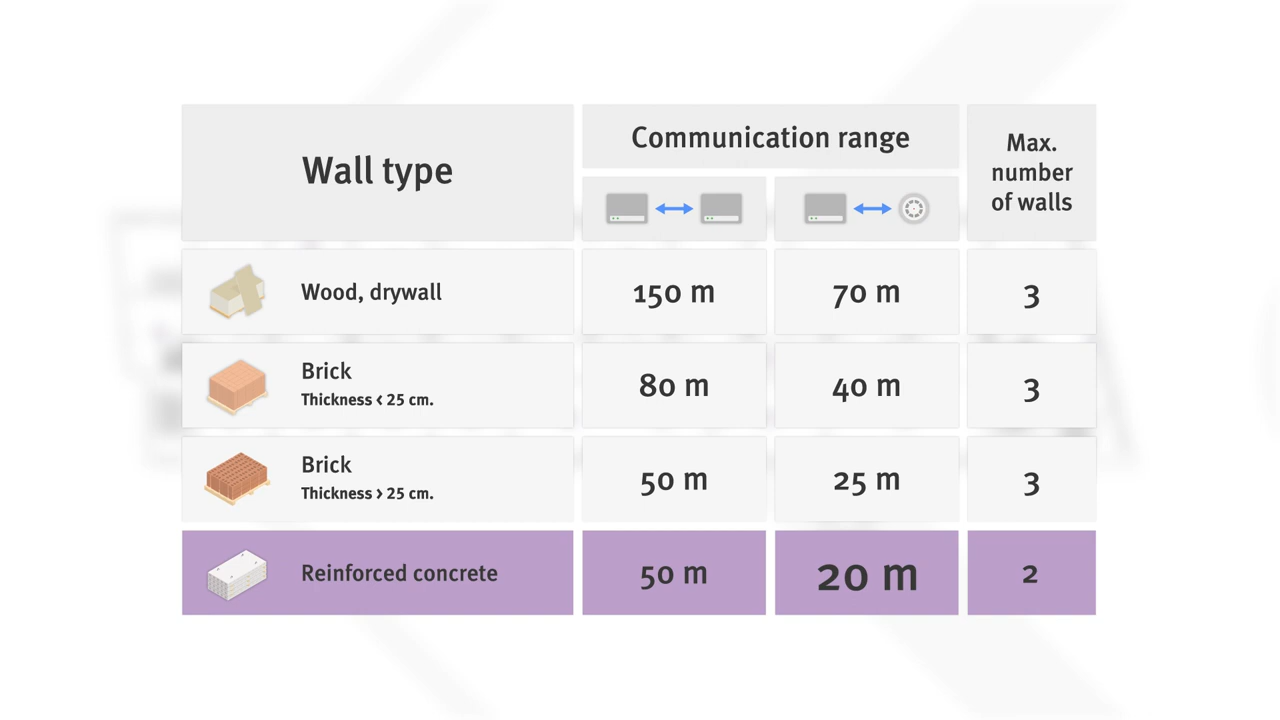 Wall type
Communication range
Max.
number
of walls
Wood, drywall
150 m
70 m
3
Brick
Thickness < 25 cm.
80 m
40 m
3
Brick
Thickness > 25 cm.
50 m
25 m
3
Reinforced concrete
50 m
20 m
2